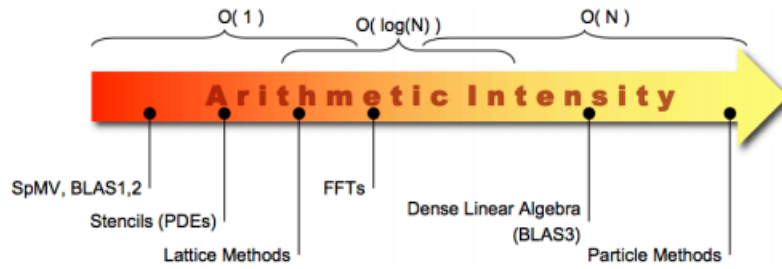 O( 1 )
O( log(N) )
O( N )
Arithmetic Intensity
SpMV, BLAS1,2
Stencils (PDEs)
Lattice Methods
FFTs
Dense Linear Algebra
(BLAS3)
Particle Methods